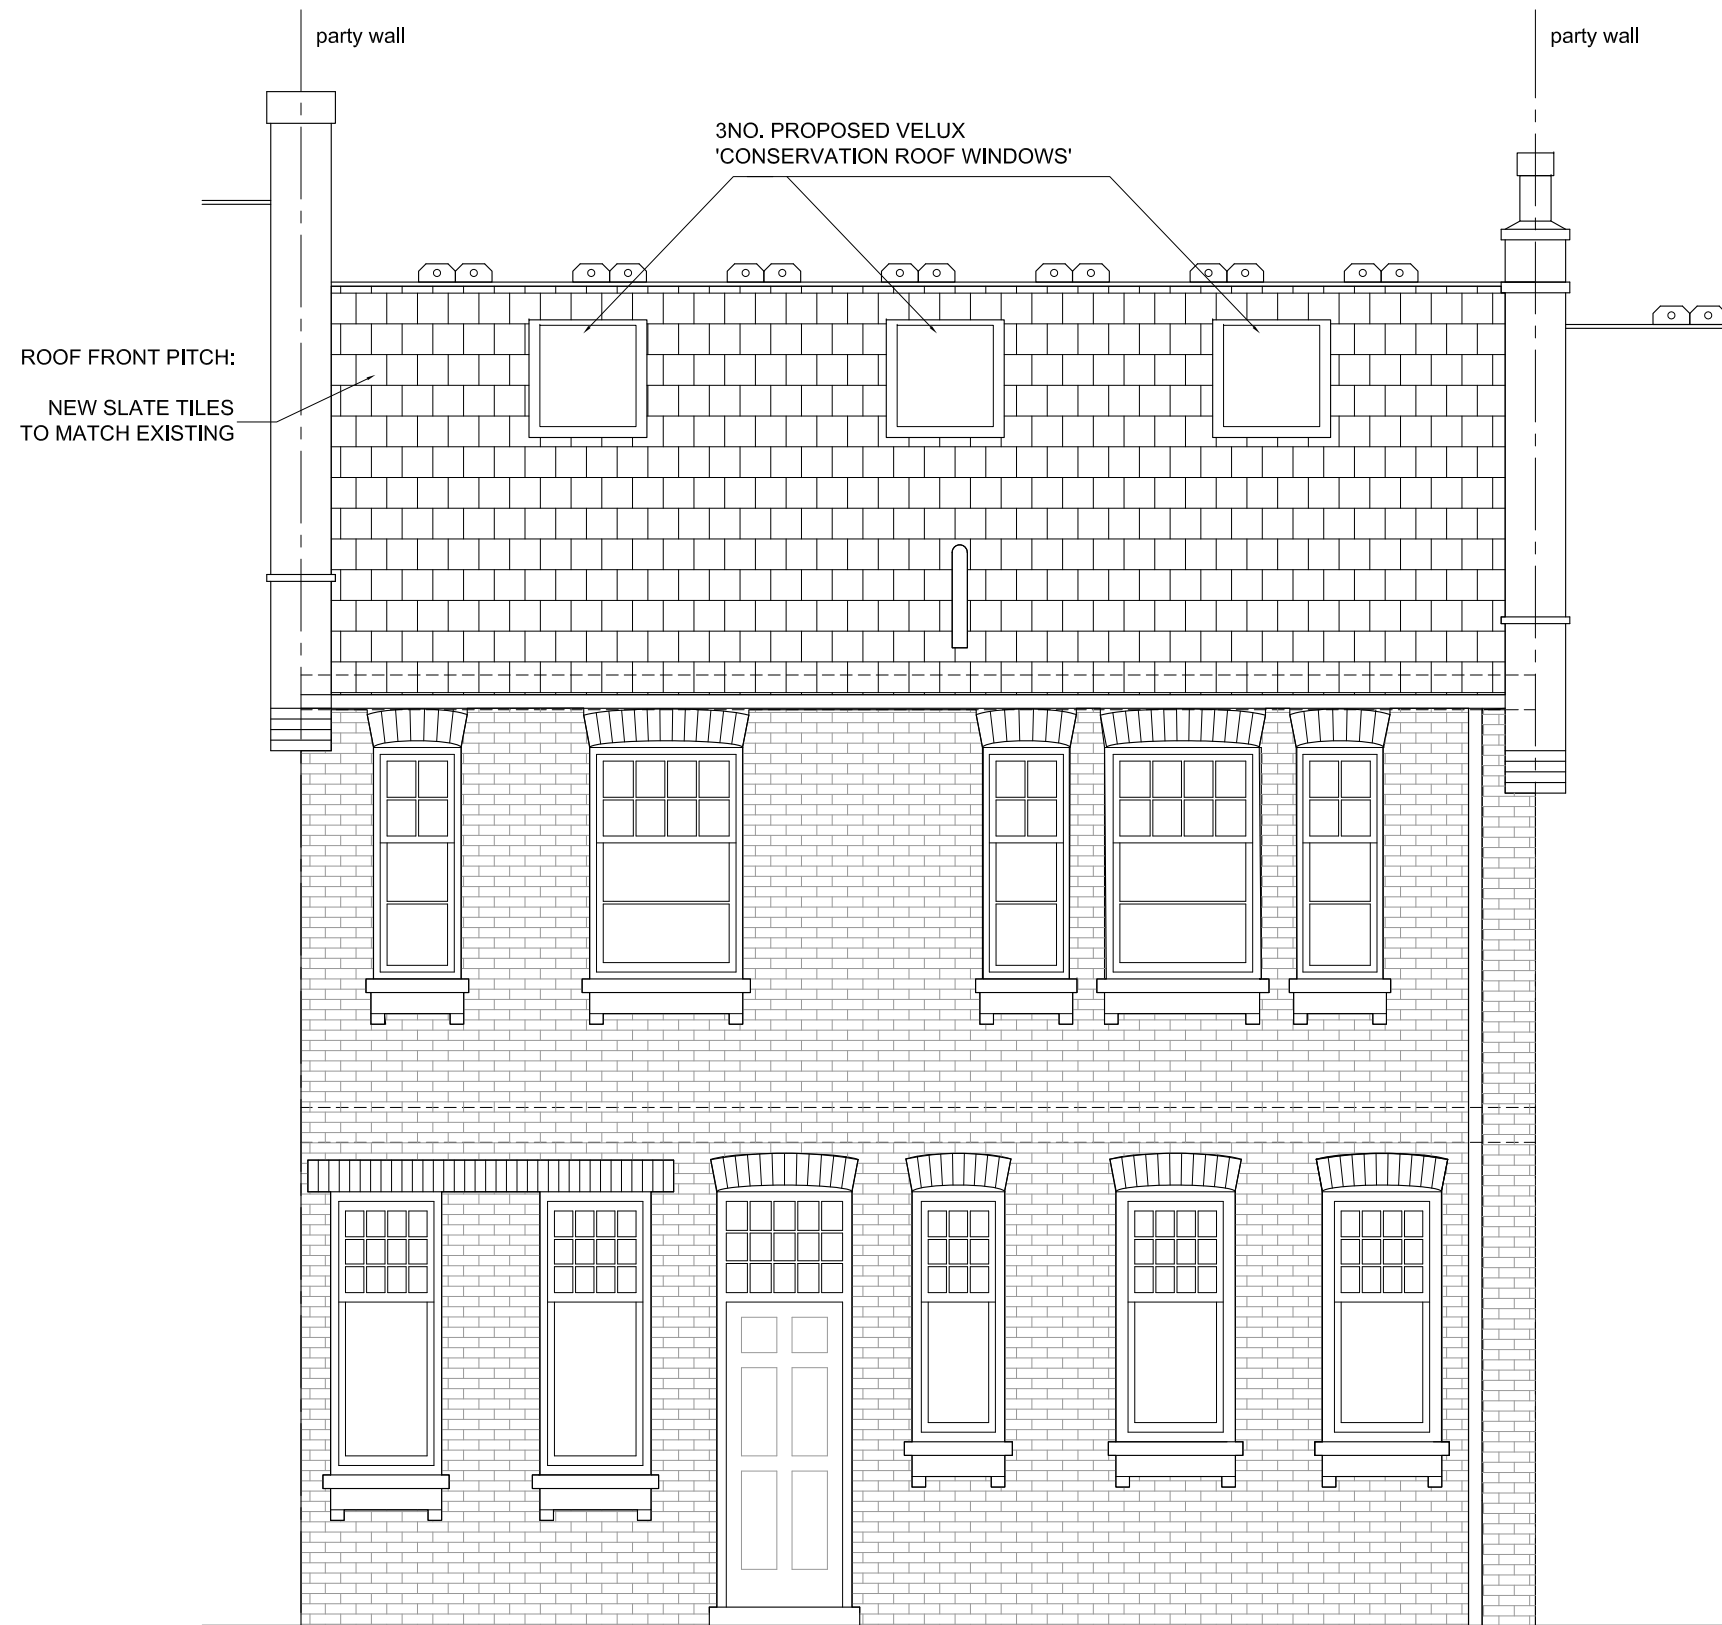 party wall
party wall
3NO. PROPOSED VELUX
'CONSERVATION ROOF WINDOWS'
ROOF FRONT PITCH:
NEW SLATE TILES
TO MATCH EXISTING